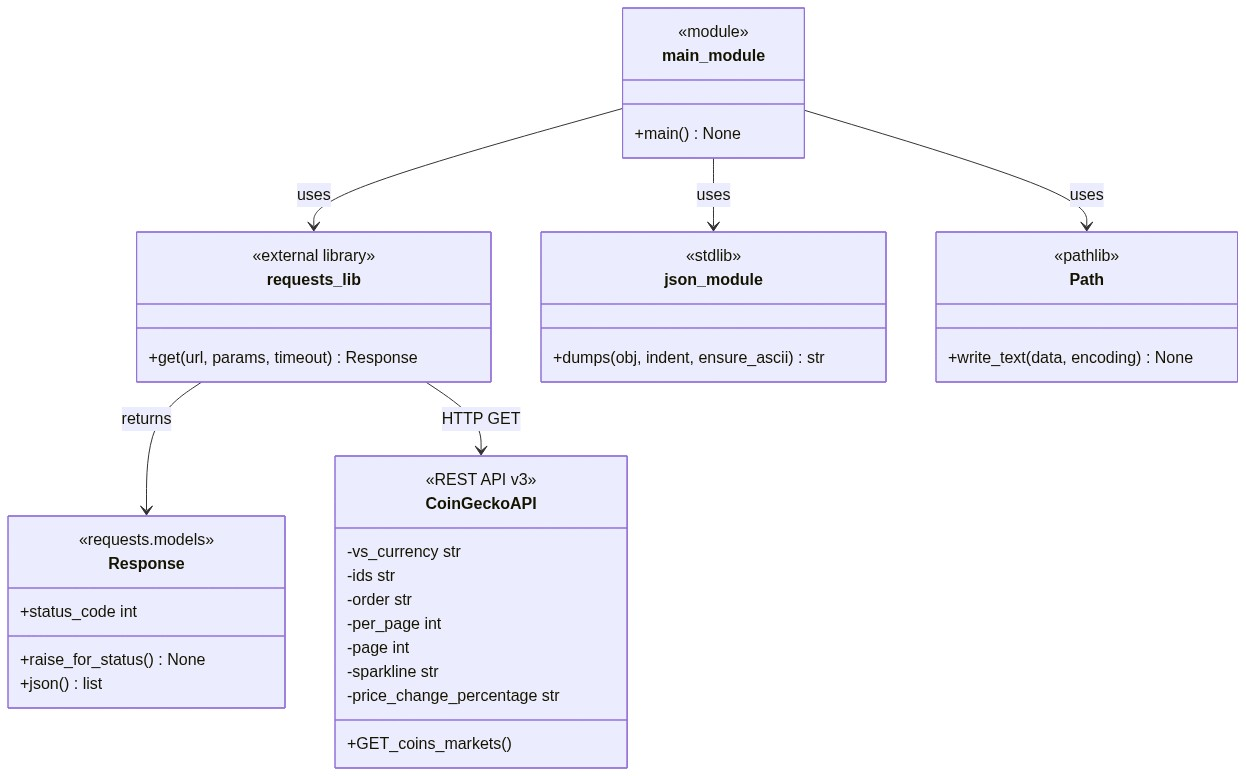 «module»
main_module
+main() : None
uses
uses
uses
«external library»
requests_lib
+get(url, params, timeout) : Response
«stdlib»
json_module
+dumps(obj, indent, ensure_ascii) : str
«pathlib»
Path
+write_text(data, encoding) : None
returns
HTTP GET
«requests.models»
Response
+status_code int
+raise_for_status() : None
+json() : list
«REST API v3»
CoinGeckoAPI
-vs_currency str
-ids str
-order str
-per_page int
-page int
-sparkline str
-price_change_percentage str
+GET_coins_markets()